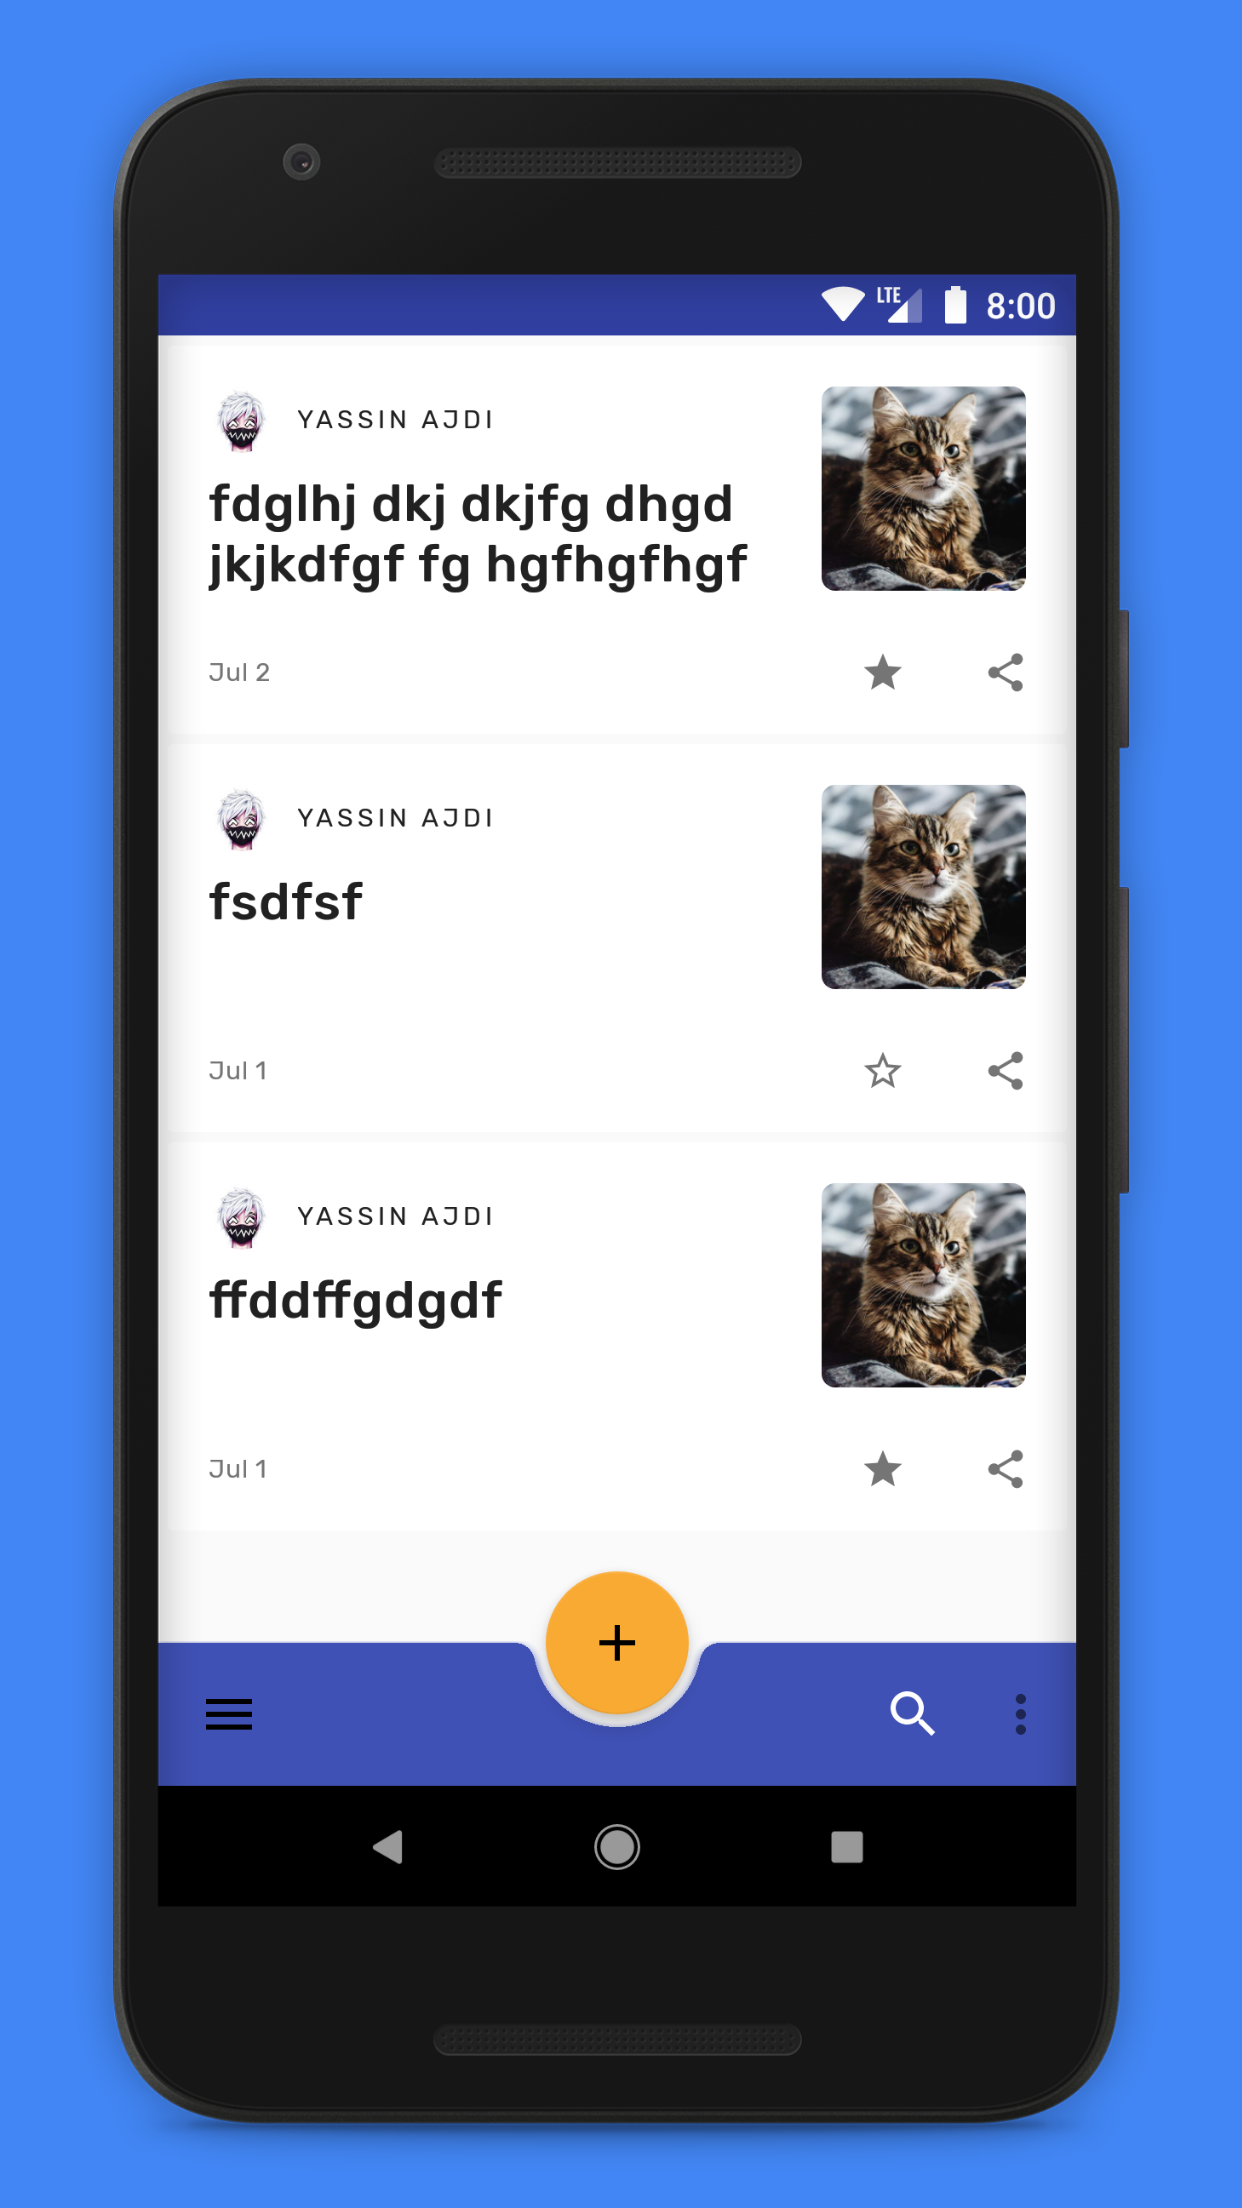 LTE 8:00
YASSIN AJDI
fdglhj dkj dkjfg dhgd
jkjkdfgf fg hgfhgfhgf
Jul 2
YASSIN AJDI
fsdfsf
Jul 1
YASSIN AJDI
ffddffgdgdf
Jul 1